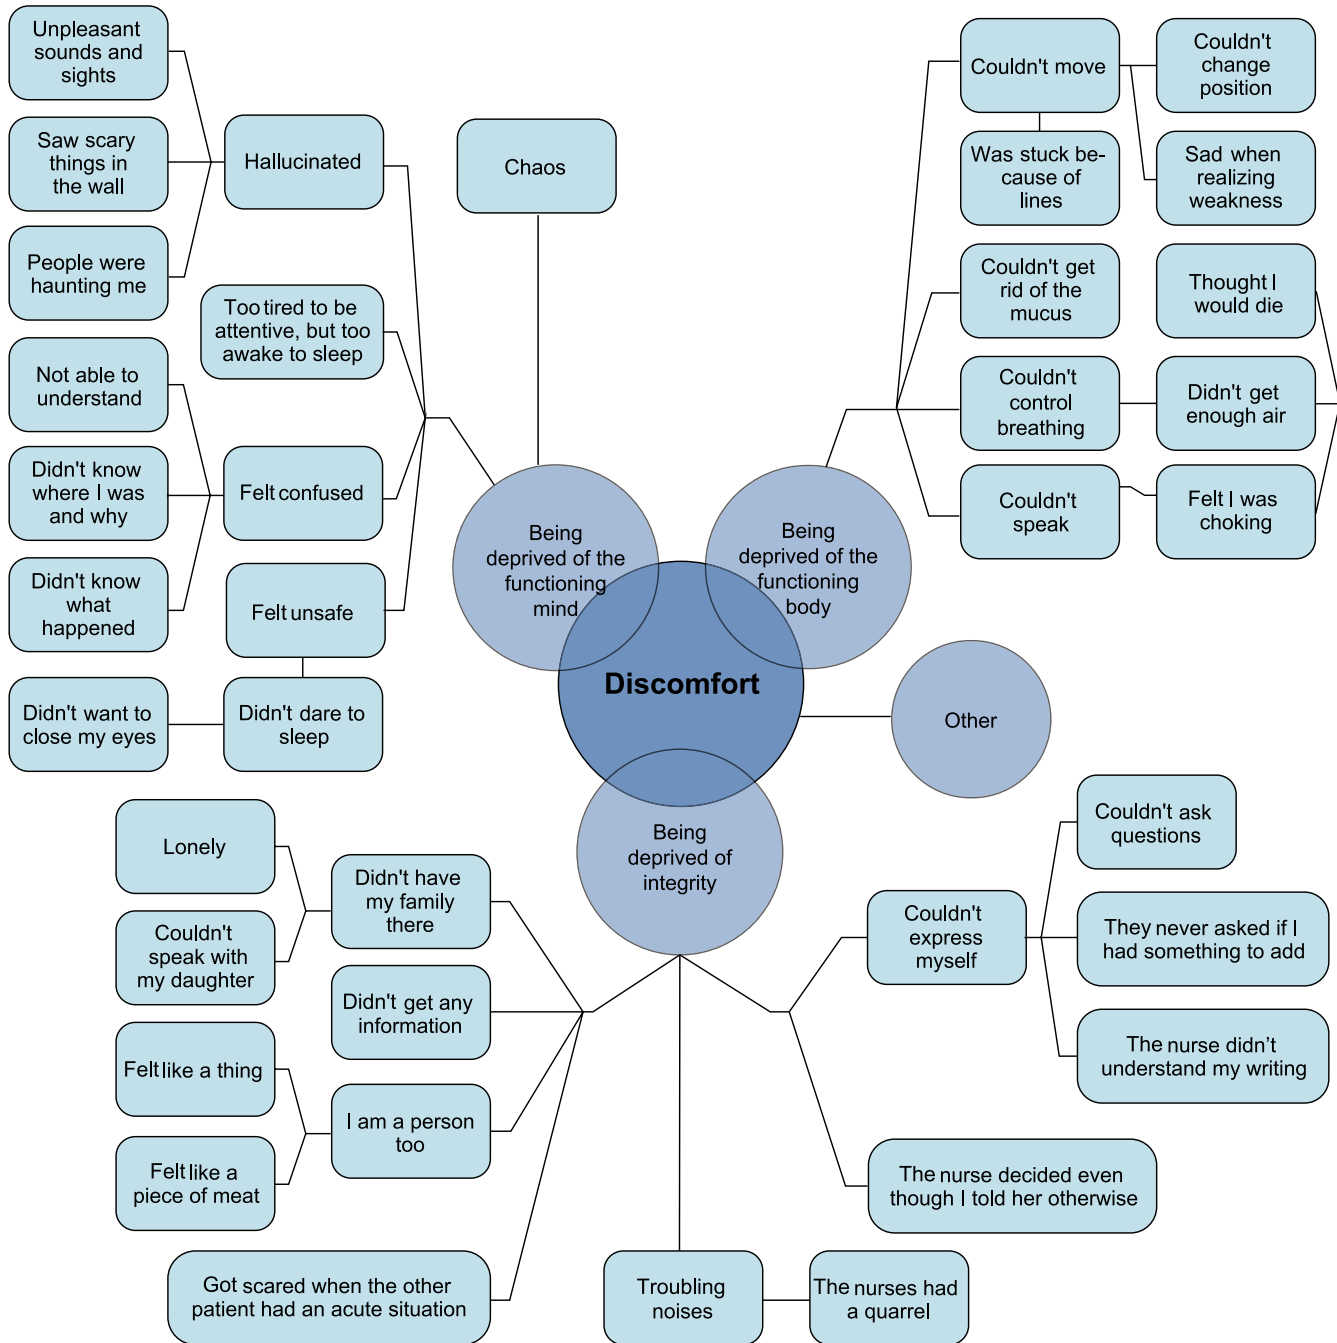 Unpleasant
sounds and
sights
Saw scary
things in
the wall
People were
haunting me
Hallucinated
Chaos
Too tired to be
attentive, but too
awake to sleep
Not able to
understand
Didn't know
where I was
and why
Didn't know
what
happened
Felt confused
Felt unsafe
Didn't want to
close my eyes
Didn't dare to
sleep
Being
deprived of the
functioning
mind
Couldn't move
Couldn't
change
position
Was stuck be-
cause of
lines
Sad when
realizing
weakness
Couldn't get
rid of the
mucus
Thought I
would die
Couldn't
control
breathing
Didn't get
enough air
Couldn't
speak
Felt I was
choking
Being
deprived of the
functioning
body
Discomfort
Other
Being
deprived of
integrity
Lonely
Couldn't
speak with
my daughter
Didn't have
my family
there
Didn't get any
information
Felt like a thing
Felt like a
piece of meat
I am a person
too
Got scared when the other
patient had an acute situation
Troubling
noises
The nurses had
a quarrel
Couldn't
express
myself
Couldn't ask
questions
They never asked if I
had something to add
The nurse didn’t
understand my writing
The nurse decided even
though I told her otherwise